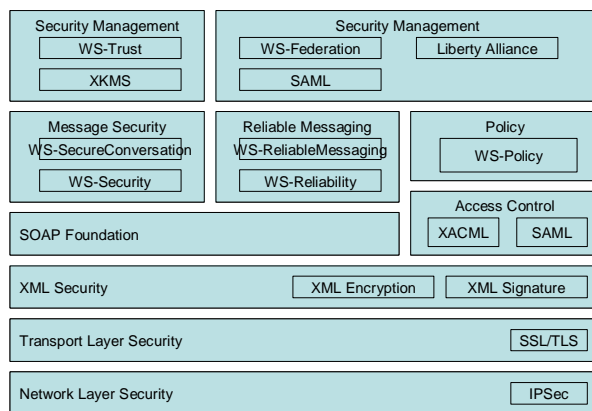 Security Management
WS-Trust
XKMS
Security Management
WS-Federation
Liberty Alliance
SAML
Message Security
WS-SecureConversation
WS-Security
Reliable Messaging
WS-ReliableMessaging
WS-Reliability
Policy
WS-Policy
Access Control
XACML
SAML
SOAP Foundation
XML Security
XML Encryption
XML Signature
Transport Layer Security
SSL/TLS
Network Layer Security
IPSec